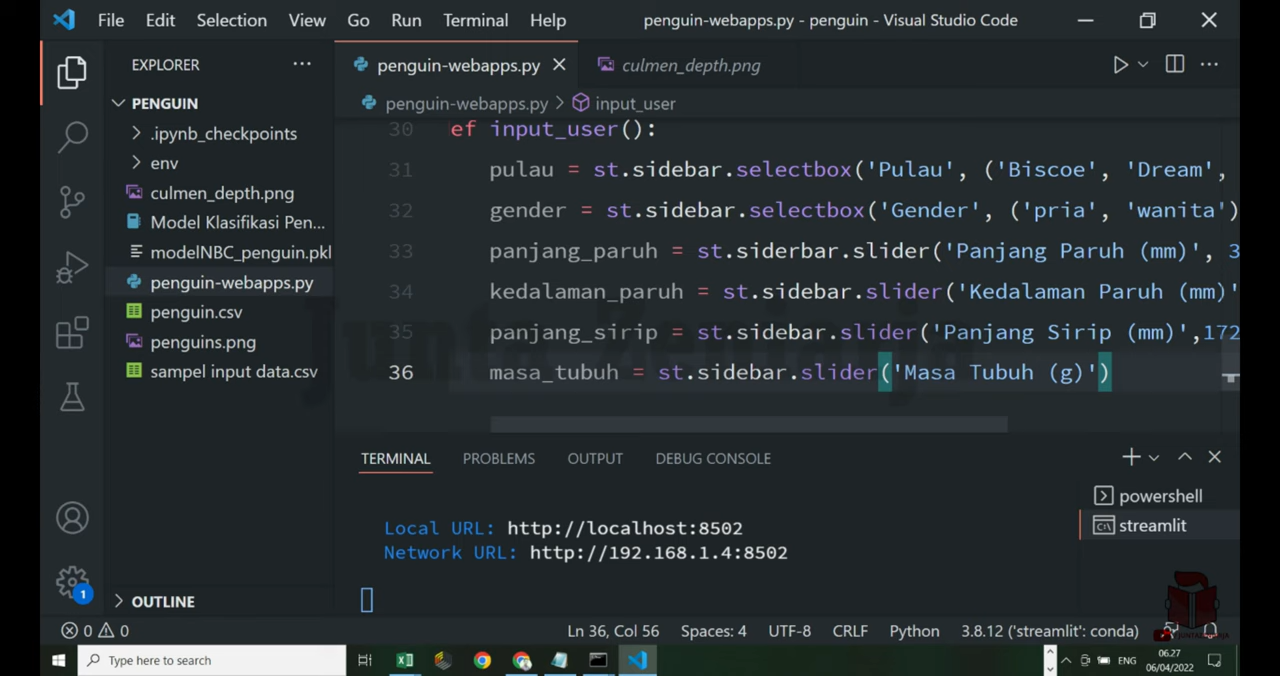 File Edit Selection View Go Run Terminal Help penguin-webapps.py - penguin - Visual Studio Code
EXPLORER
PENGUIN
.ipynb_checkpoints
env
culmen_depth.png
Model Klasifikasi Pen...
modelNBC_penguin.pkl
penguin-webapps.py
penguin.csv
penguins.png
sampel input data.csv
OUTLINE
penguin-webapps.py culmen_depth.png
penguin-webapps.py > input_user
30 ef input_user():
31 pulau = st.sidebar.selectbox('Pulau', ('Biscoe', 'Dream',
32 gender = st.sidebar.selectbox('Gender', ('pria', 'wanita')
33 panjang_paruh = st.siderbar.slider('Panjang Paruh (mm)', 3
34 kedalaman_paruh = st.sidebar.slider('Kedalaman Paruh (mm)'
35 panjang_sirip = st.sidebar.slider('Panjang Sirip (mm)',172
36 masa_tubuh = st.sidebar.slider('Masa Tubuh (g)')
TERMINAL PROBLEMS OUTPUT DEBUG CONSOLE
Local URL: http://localhost:8502
Network URL: http://192.168.1.4:8502
powershell
streamlit
1
0 0 Ln 36, Col 56 Spaces: 4 UTF-8 CRLF Python 3.8.12 ('streamlit': conda)
Type here to search
ENG
06.27
06/04/2022